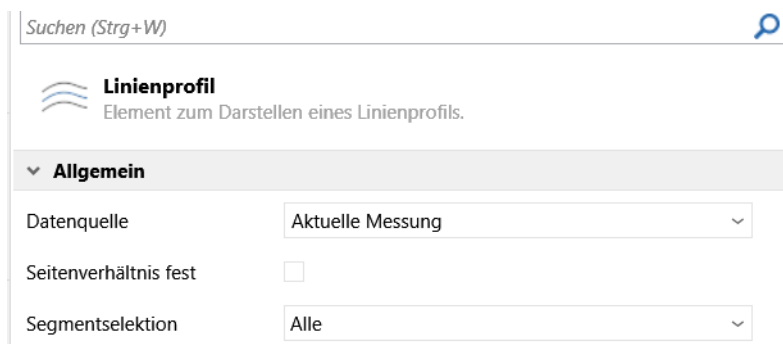 Suchen (Strg+W)
Linienprofil
Element zum Darstellen eines Linienprofils.
Allgemein
Datenquelle Aktuelle Messung
Seitenverhältnis fest
Segmentselektion Alle